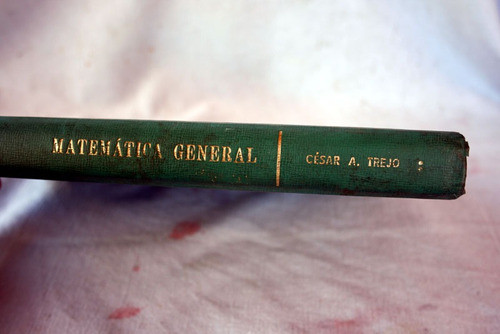 MATEMÁTICA GENERAL
CÉSAR A. TREJO